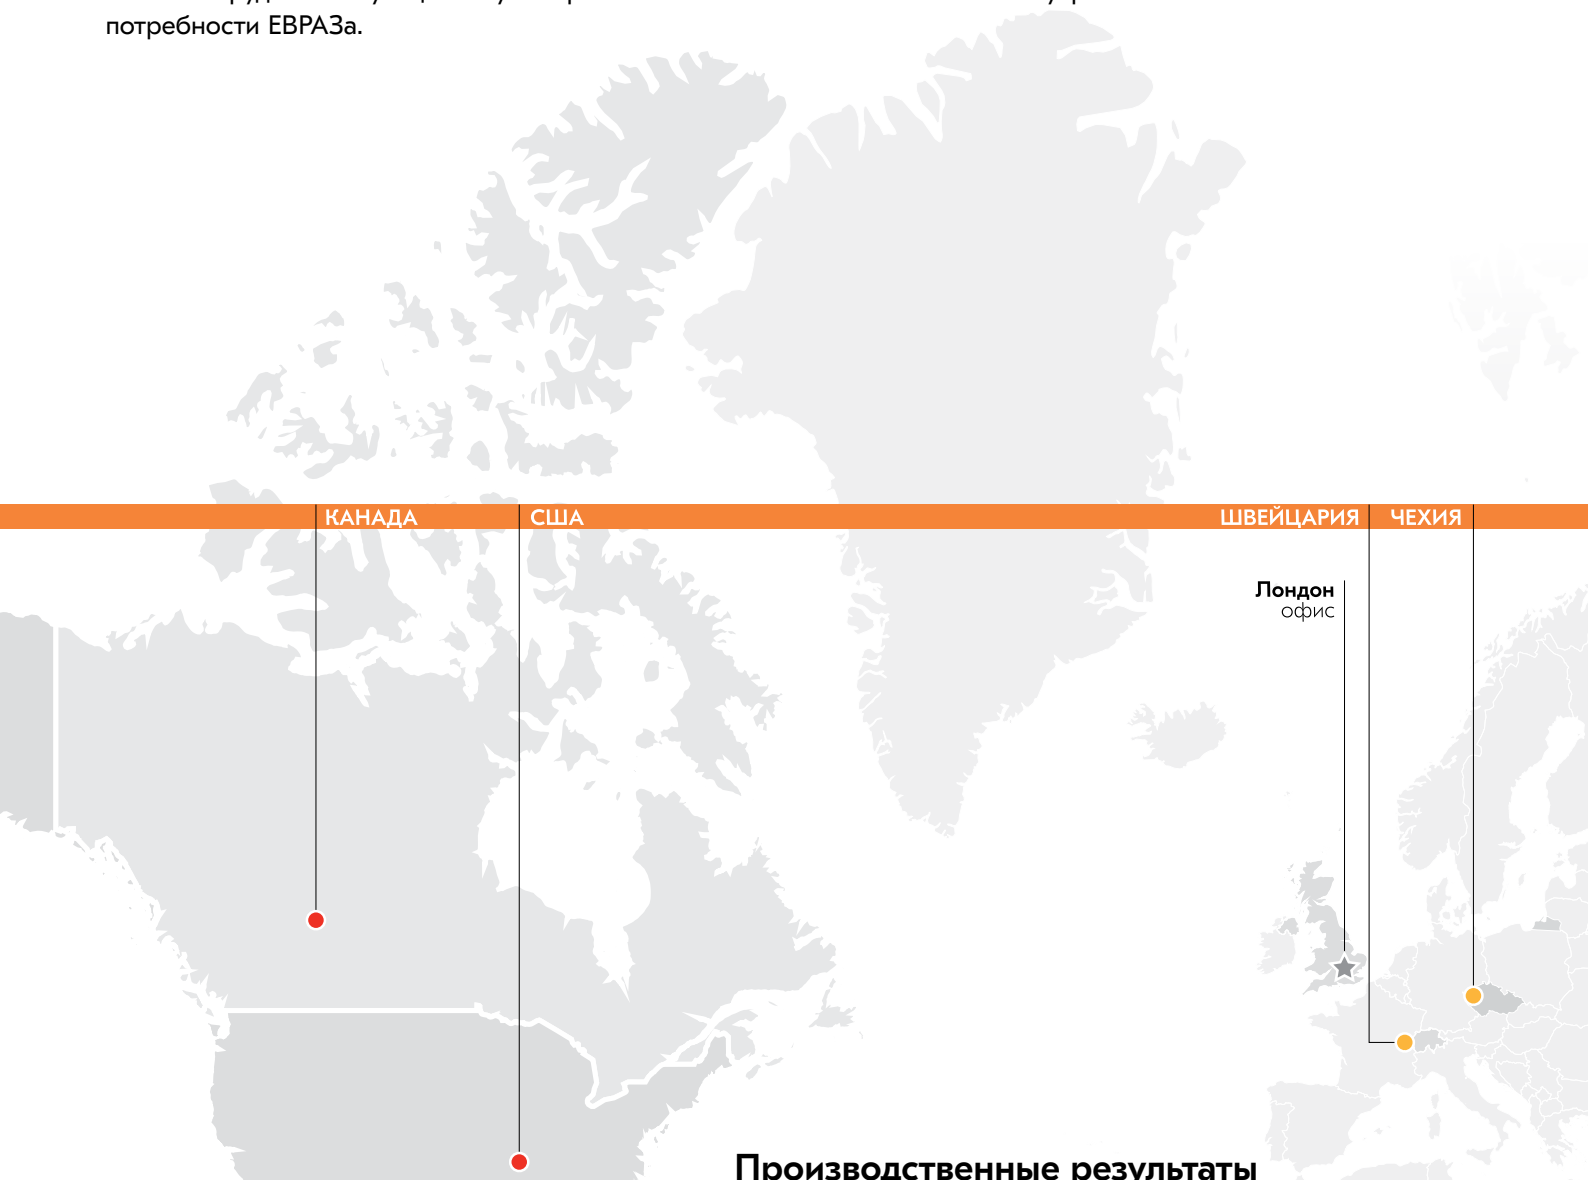 потребности ЕВРАЗа.
КАНАДА США ШВЕЙЦАРИЯ ЧЕХИЯ
Лондон
офис
Производственные результаты